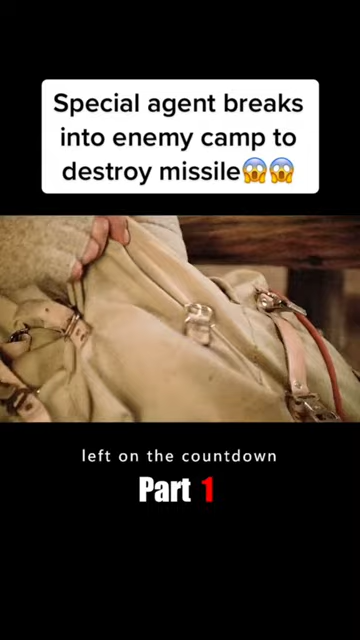 Special agent breaks
into enemy camp to
destroy missile😱😱
left on the countdown
Part 1